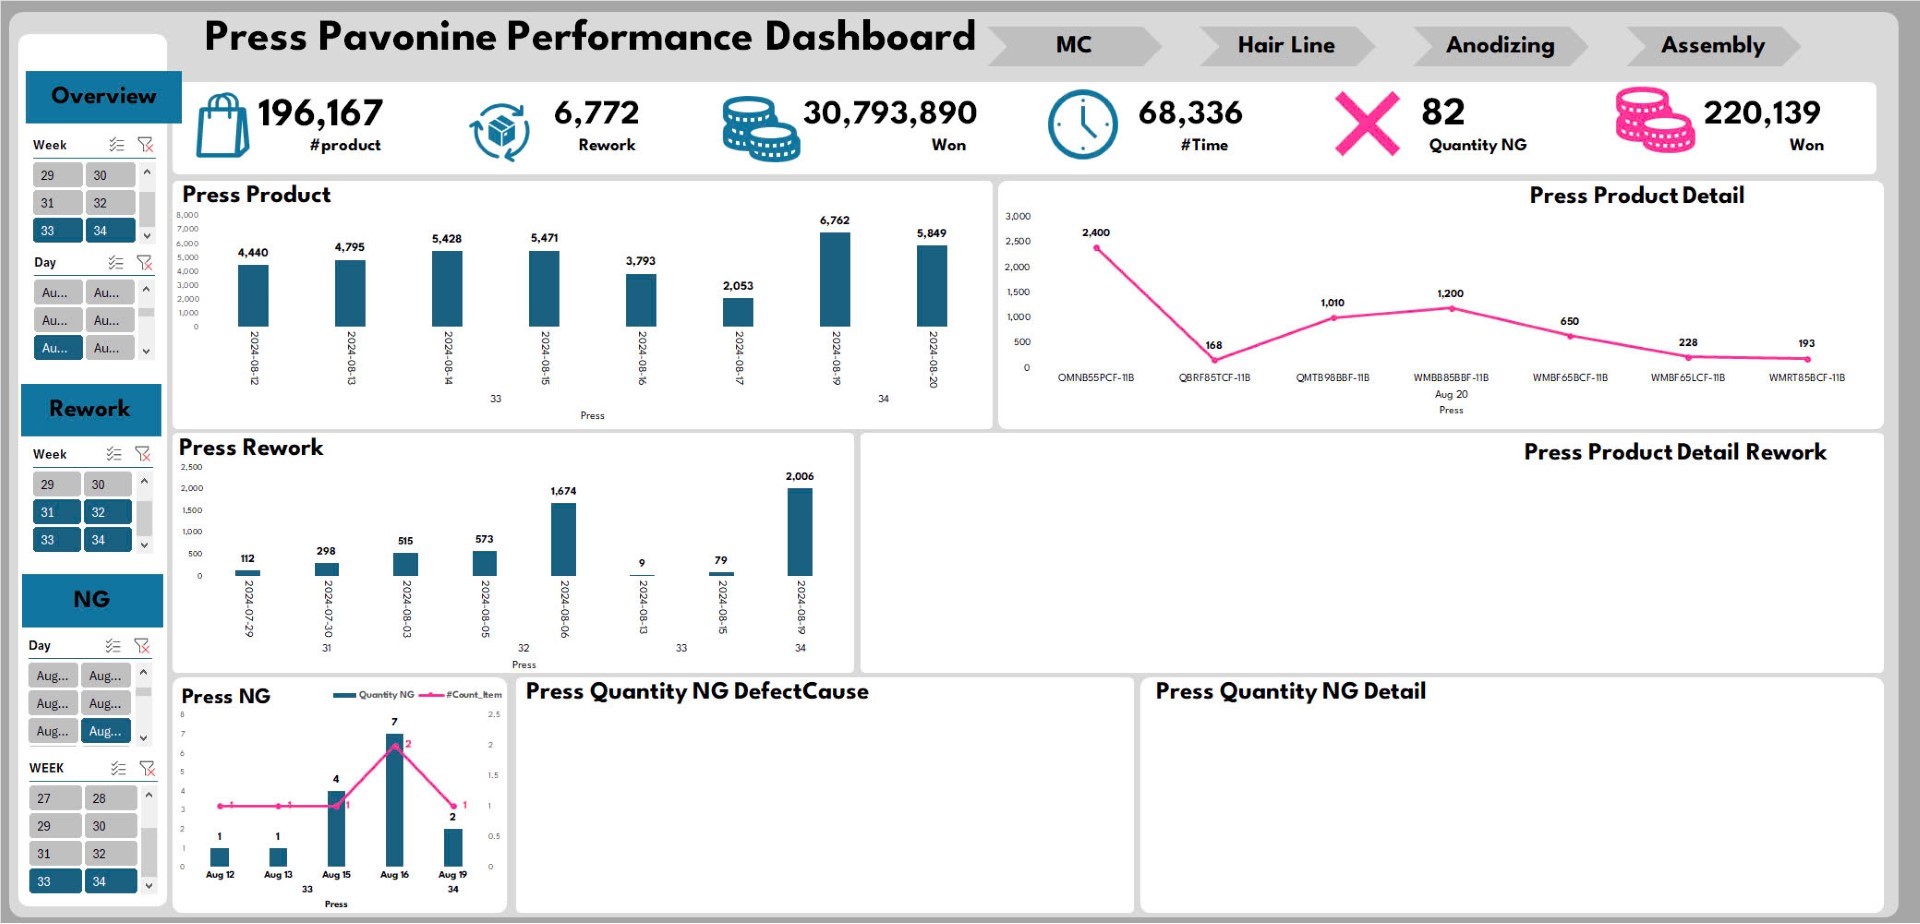 Press Pavonine Performance Dashboard
MC
Hair Line
Anodizing
Assembly
Overview
196,167
#product
6,772
Rework
30,793,890
Won
68,336
#Time
82
Quantity NG
220,139
Won
Week
29 30
31 32
33 34
Day
Au... Au...
Au... Au...
Au... Au...
Rework
Week
29 30
31 32
33 34
NG
Day
Aug... Aug...
Aug... Aug...
Aug... Aug...
WEEK
27 28
29 30
31 32
33 34
Press Product
8,000
7,000
6,000
5,000
4,000
3,000
2,000
1,000
0
4,440
4,795
5,428
5,471
3,793
2,053
6,762
5,849
2024-08-12
2024-08-13
2024-08-14
2024-08-15
2024-08-16
2024-08-17
2024-08-19
2024-08-20
33
34
Press
Press Product Detail
3,000
2,500
2,000
1,500
1,000
500
0
2,400
168
1,010
1,200
650
228
193
OMNB55PCF-11B
QBRF85TCF-11B
QMTB98BBF-11B
WMBB85BBF-11B
WMBF65BCF-11B
WMBF65LCF-11B
WMRT85BCF-11B
Aug 20
Press
Press Rework
2,500
2,000
1,500
1,000
500
0
112
298
515
573
1,674
9
79
2,006
2024-07-29
2024-07-30
2024-08-03
2024-08-05
2024-08-06
2024-08-13
2024-08-15
2024-08-19
31
32
33
34
Press
Press Product Detail Rework
Press NG
Quantity NG
#Count_Item
8
7
6
5
4
3
2
1
0
2.5
2
1.5
1
0.5
0
1
1
4
7
2
1
1
1
2
1
Aug 12
Aug 13
Aug 15
Aug 16
Aug 19
33
34
Press
Press Quantity NG DefectCause
Press Quantity NG Detail